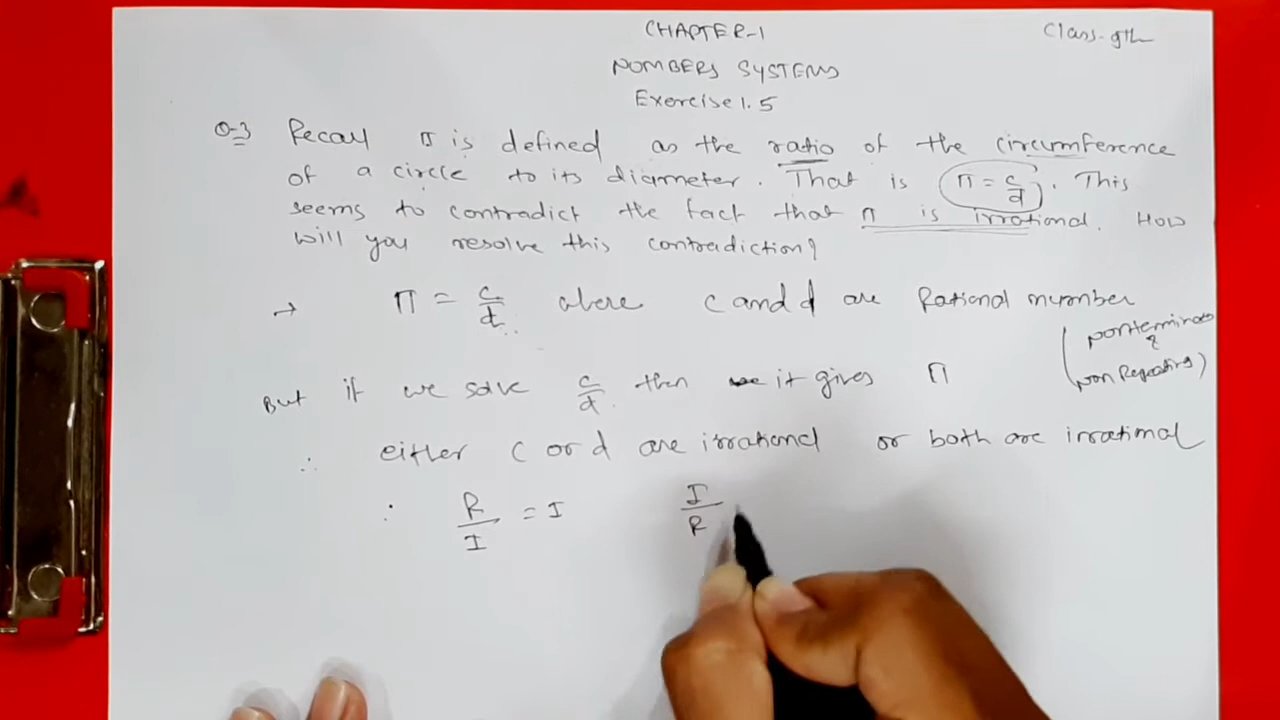 CHAPTER-1
Class-9th
NUMBERS SYSTEMS
Exercise 1.5
Q-3 Recall π is defined as the ratio of the circumference
of a circle to its diameter. That is π = c/d. This
seems to contradict the fact that π is irrational. How
will you resolve this contradiction?
→ π = c/d where c and d are Rational number
But if we solve c/d then it gives π (nonterminates & non Repeating)
∴ either c or d are irrational or both are irrational
∴ R/I = I I/R